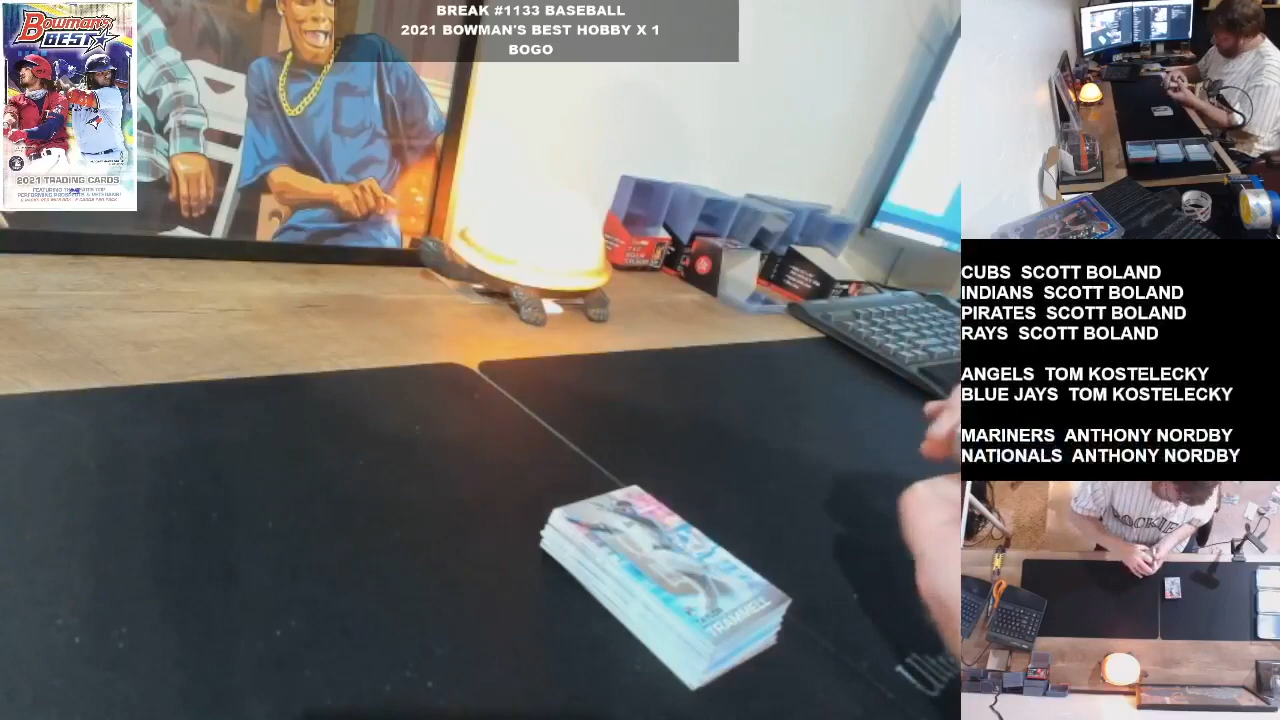 BREAK #1133 BASEBALL
2021 BOWMAN'S BEST HOBBY X 1
BOGO
Bowman's
BEST
2021 TRADING CARDS
CUBS SCOTT BOLAND
INDIANS SCOTT BOLAND
PIRATES SCOTT BOLAND
RAYS SCOTT BOLAND
ANGELS TOM KOSTELECKY
BLUE JAYS TOM KOSTELECKY
MARINERS ANTHONY NORDBY
NATIONALS ANTHONY NORDBY
TRAMMELL